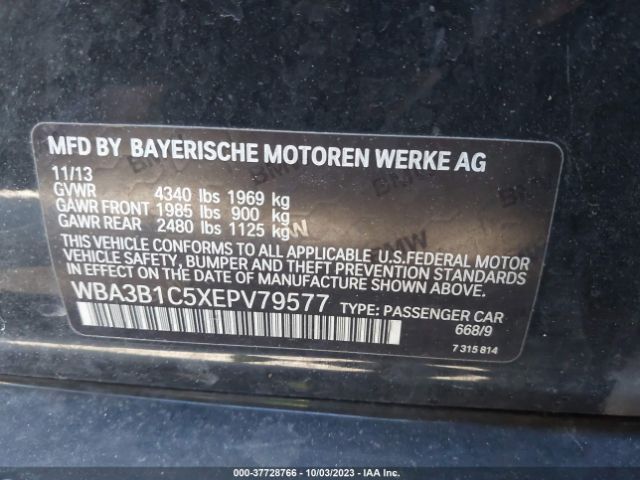 MFD BY BAYERISCHE MOTOREN WERKE AG
11/13
GVWR 4340 lbs 1969 kg
GAWR FRONT 1985 lbs 900 kg
GAWR REAR 2480 lbs 1125 kg
THIS VEHICLE CONFORMS TO ALL APPLICABLE U.S.FEDERAL MOTOR
VEHICLE SAFETY, BUMPER AND THEFT PREVENTION STANDARDS
IN EFFECT ON THE DATE OF MANUFACTURE SHOWN ABOVE.
WBA3B1C5XEPV79577 TYPE: PASSENGER CAR
668/9
7 315 814
000-37728766 - 10/03/2023 - IAA Inc.